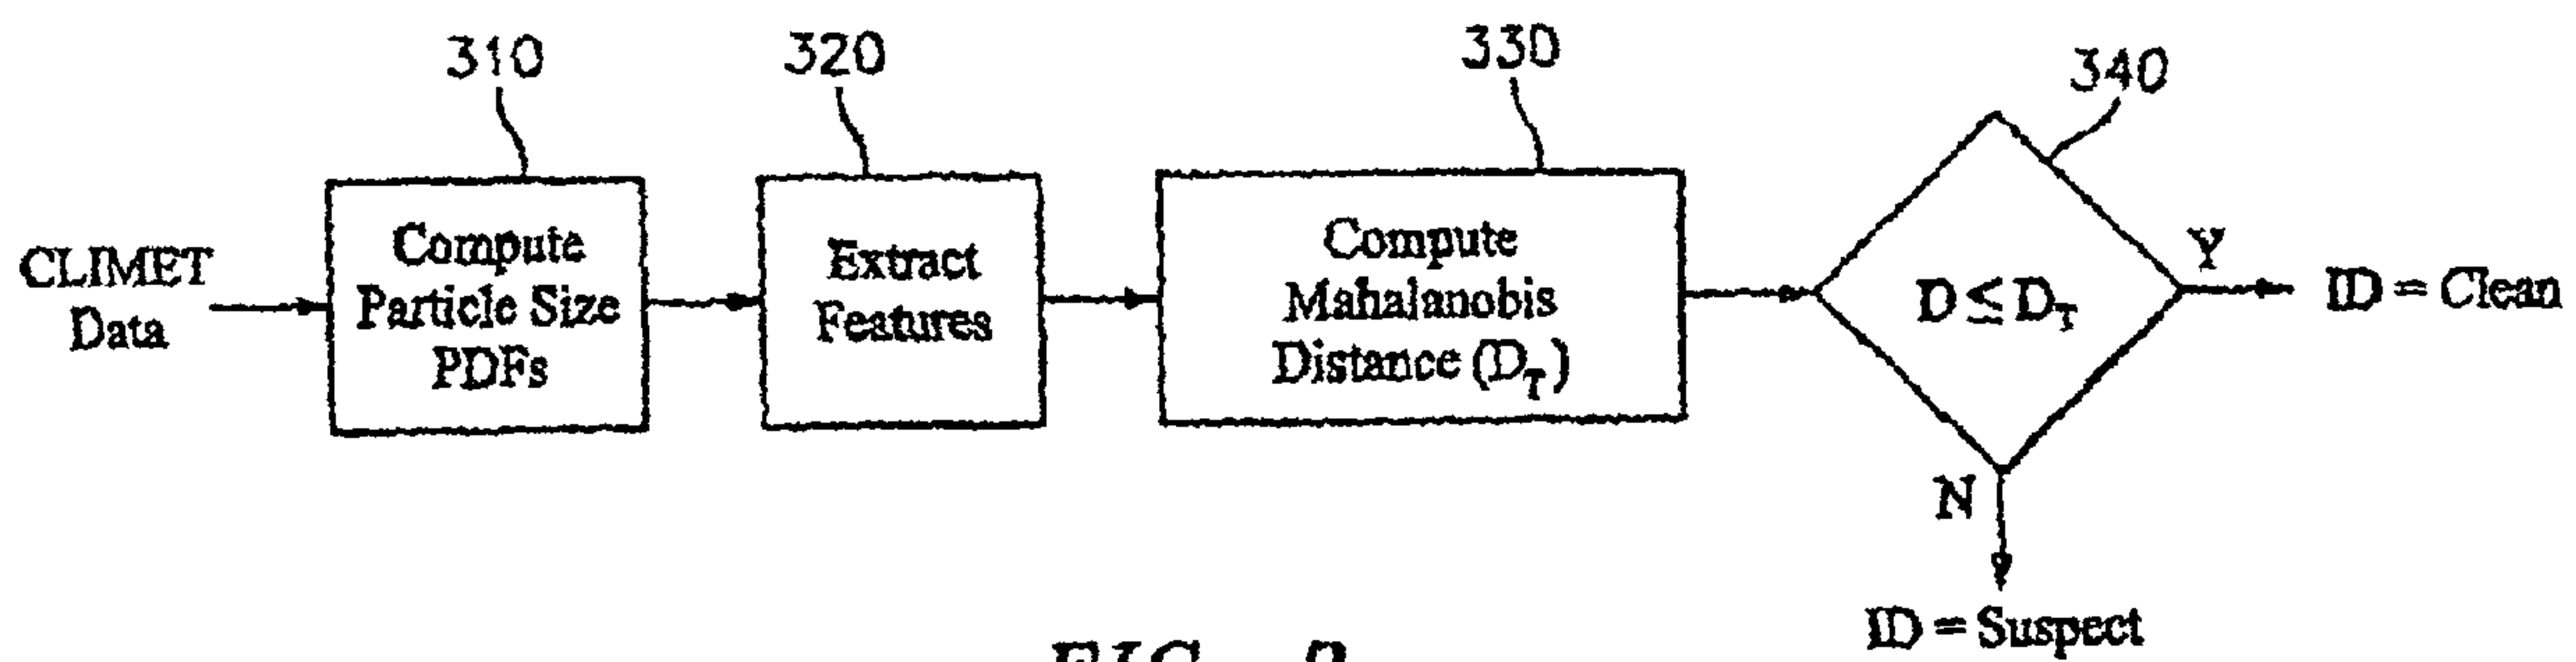 310
320
330
340
CLIMET
Data
Compute
Particle Size
PDFs
Extract
Features
Compute
Mahalanobis
Distance (D_T)
D ≤ D_T
Y
ID = Clean
N
ID = Suspect